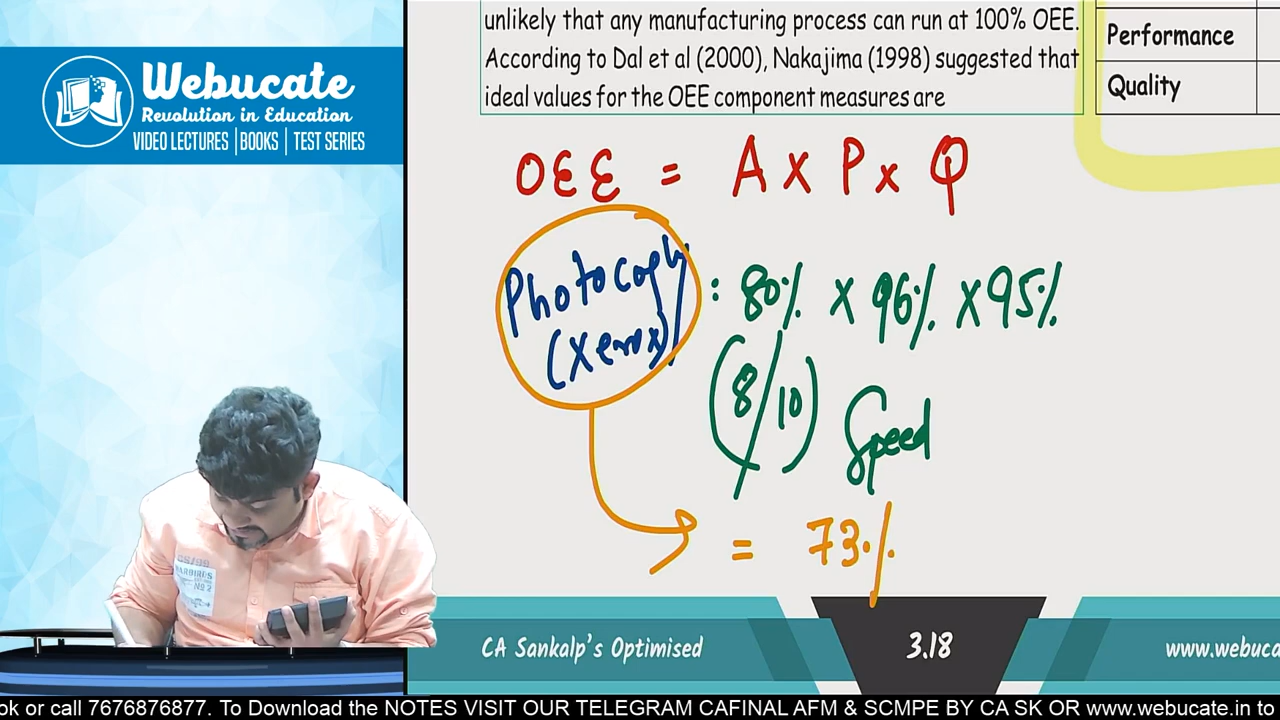 unlikely that any manufacturing process can run at 100% OEE.
According to Dal et al (2000), Nakajima (1998) suggested that
ideal values for the OEE component measures are
Performance
Quality
Webucate
Revolution in Education
VIDEO LECTURES | BOOKS | TEST SERIES
OEE = A x P x Q
Photocopy : 80% x 96% x 95%
(Xerox)
(8/10) Speed
= 73%
CA Sankalp's Optimised
3.18
www.webuca
ok or call 7676876877. To Download the NOTES VISIT OUR TELEGRAM CAFINAL AFM & SCMPE BY CA SK OR www.webucate.in to